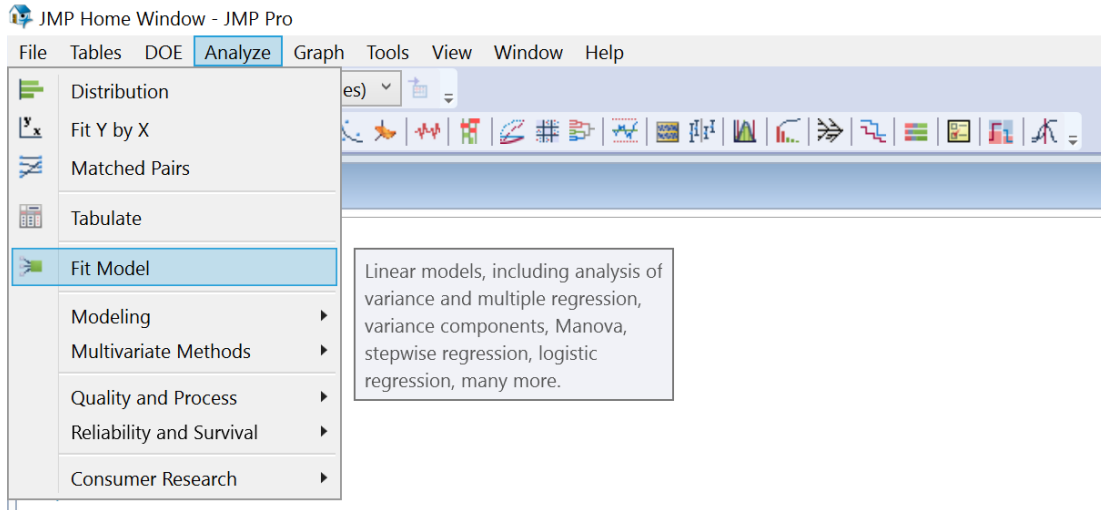 JMP Home Window - JMP Pro
File Tables DOE Analyze Graph Tools View Window Help
Distribution
es)
Fit Y by X
Matched Pairs
Tabulate
Fit Model
Linear models, including analysis of
variance and multiple regression,
variance components, Manova,
stepwise regression, logistic
regression, many more.
Modeling
Multivariate Methods
Quality and Process
Reliability and Survival
Consumer Research